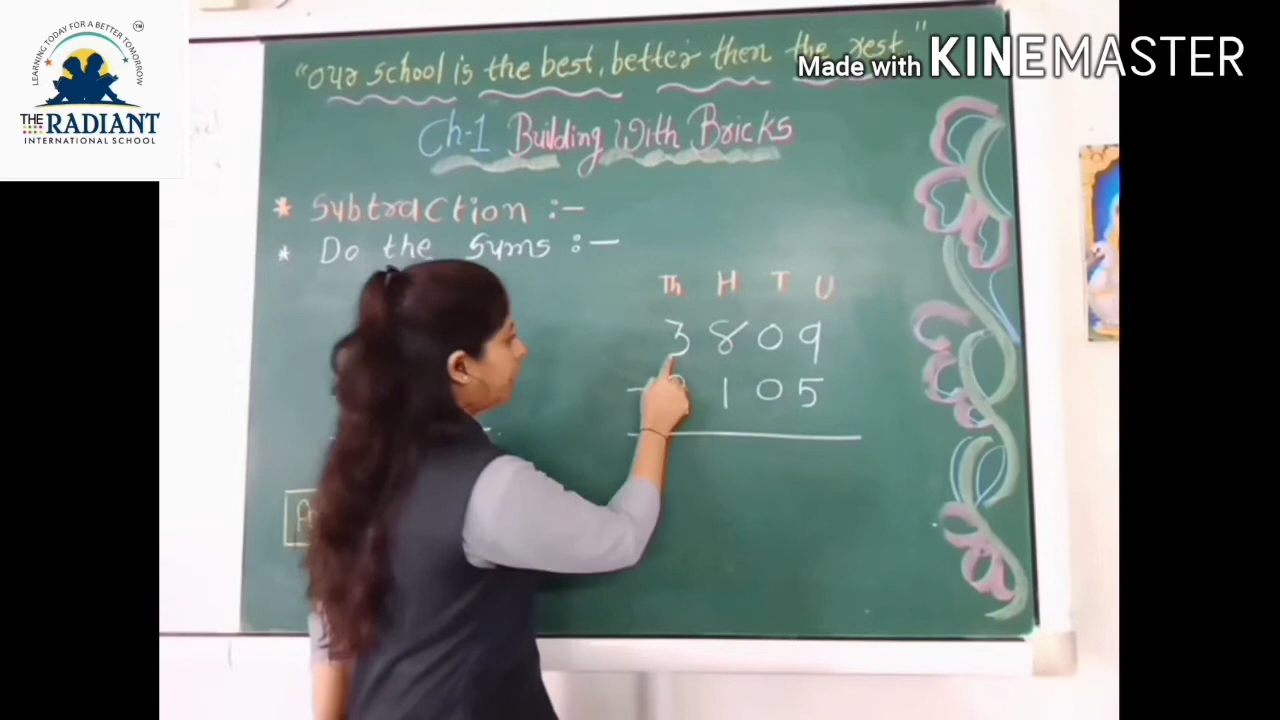 LEARNING TODAY FOR A BETTER TOMORROW
TM
THE RADIANT
INTERNATIONAL SCHOOL
Made with KINEMASTER
"Our school is the best, better then the rest"
Ch-1 Building With Bricks
* Subtraction :-
* Do the Sums :-
Th H T U
3 8 0 9
- 1 0 5